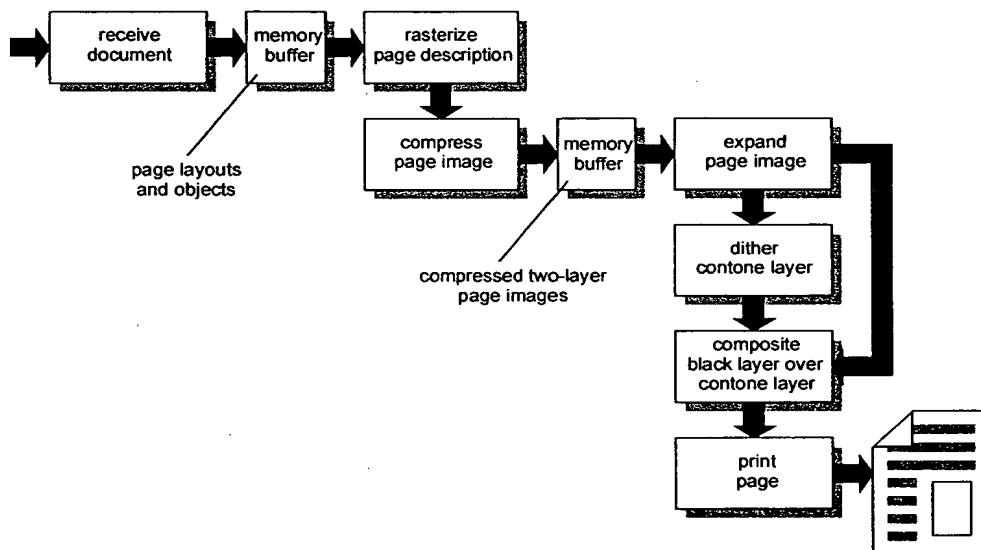 receive
document
memory
buffer
rasterize
page description
compress
page image
memory
buffer
expand
page image
page layouts
and objects
dither
contone layer
compressed two-layer
page images
composite
black layer over
contone layer
print
page